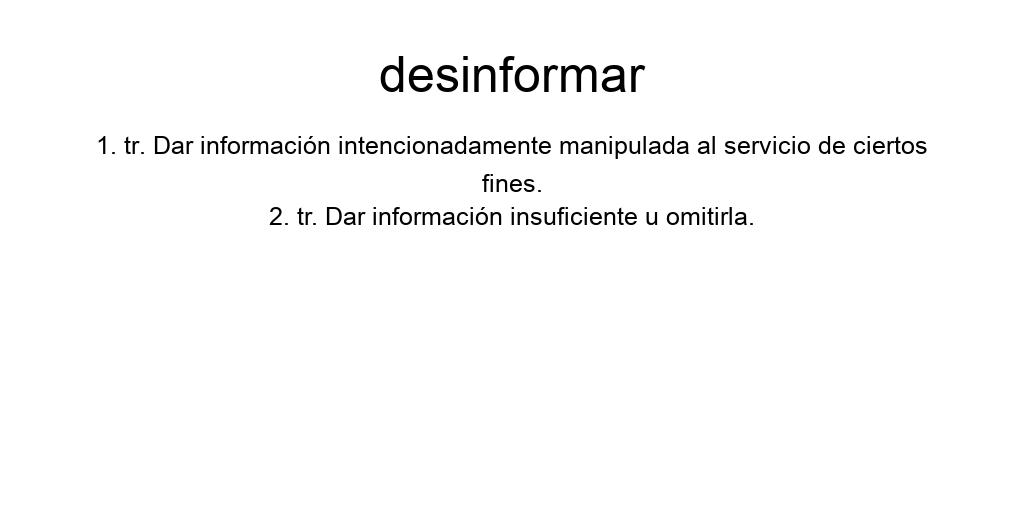 desinformar
1. tr. Dar información intencionadamente manipulada al servicio de ciertos
fines.
2. tr. Dar información insuficiente u omitirla.